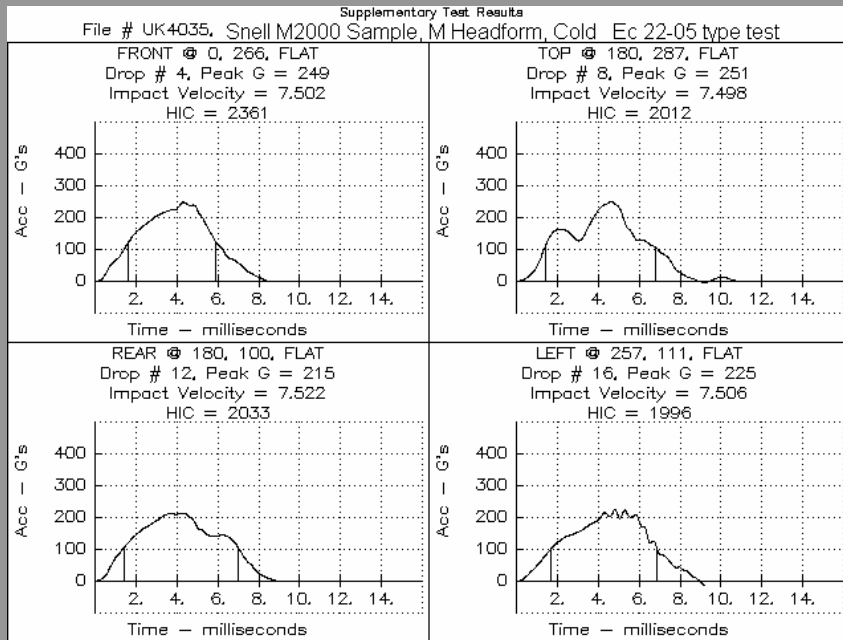 Supplementary Test Results
File # UK4035, Snell M2000 Sample, M Headform, Cold Ec 22-05 type test
FRONT @ 0, 266, FLAT
Drop # 4, Peak G = 249
Impact Velocity = 7.502
HIC = 2361
Acc – G's
400
300
200
100
0
2. 4. 6. 8. 10. 12. 14.
Time – milliseconds
TOP @ 180, 287, FLAT
Drop # 8, Peak G = 251
Impact Velocity = 7.498
HIC = 2012
Acc – G's
400
300
200
100
0
2. 4. 6. 8. 10. 12. 14.
Time – milliseconds
REAR @ 180, 100, FLAT
Drop # 12, Peak G = 215
Impact Velocity = 7.522
HIC = 2033
Acc – G's
400
300
200
100
0
2. 4. 6. 8. 10. 12. 14.
Time – milliseconds
LEFT @ 257, 111, FLAT
Drop # 16, Peak G = 225
Impact Velocity = 7.506
HIC = 1996
Acc – G's
400
300
200
100
0
2. 4. 6. 8. 10. 12. 14.
Time – milliseconds